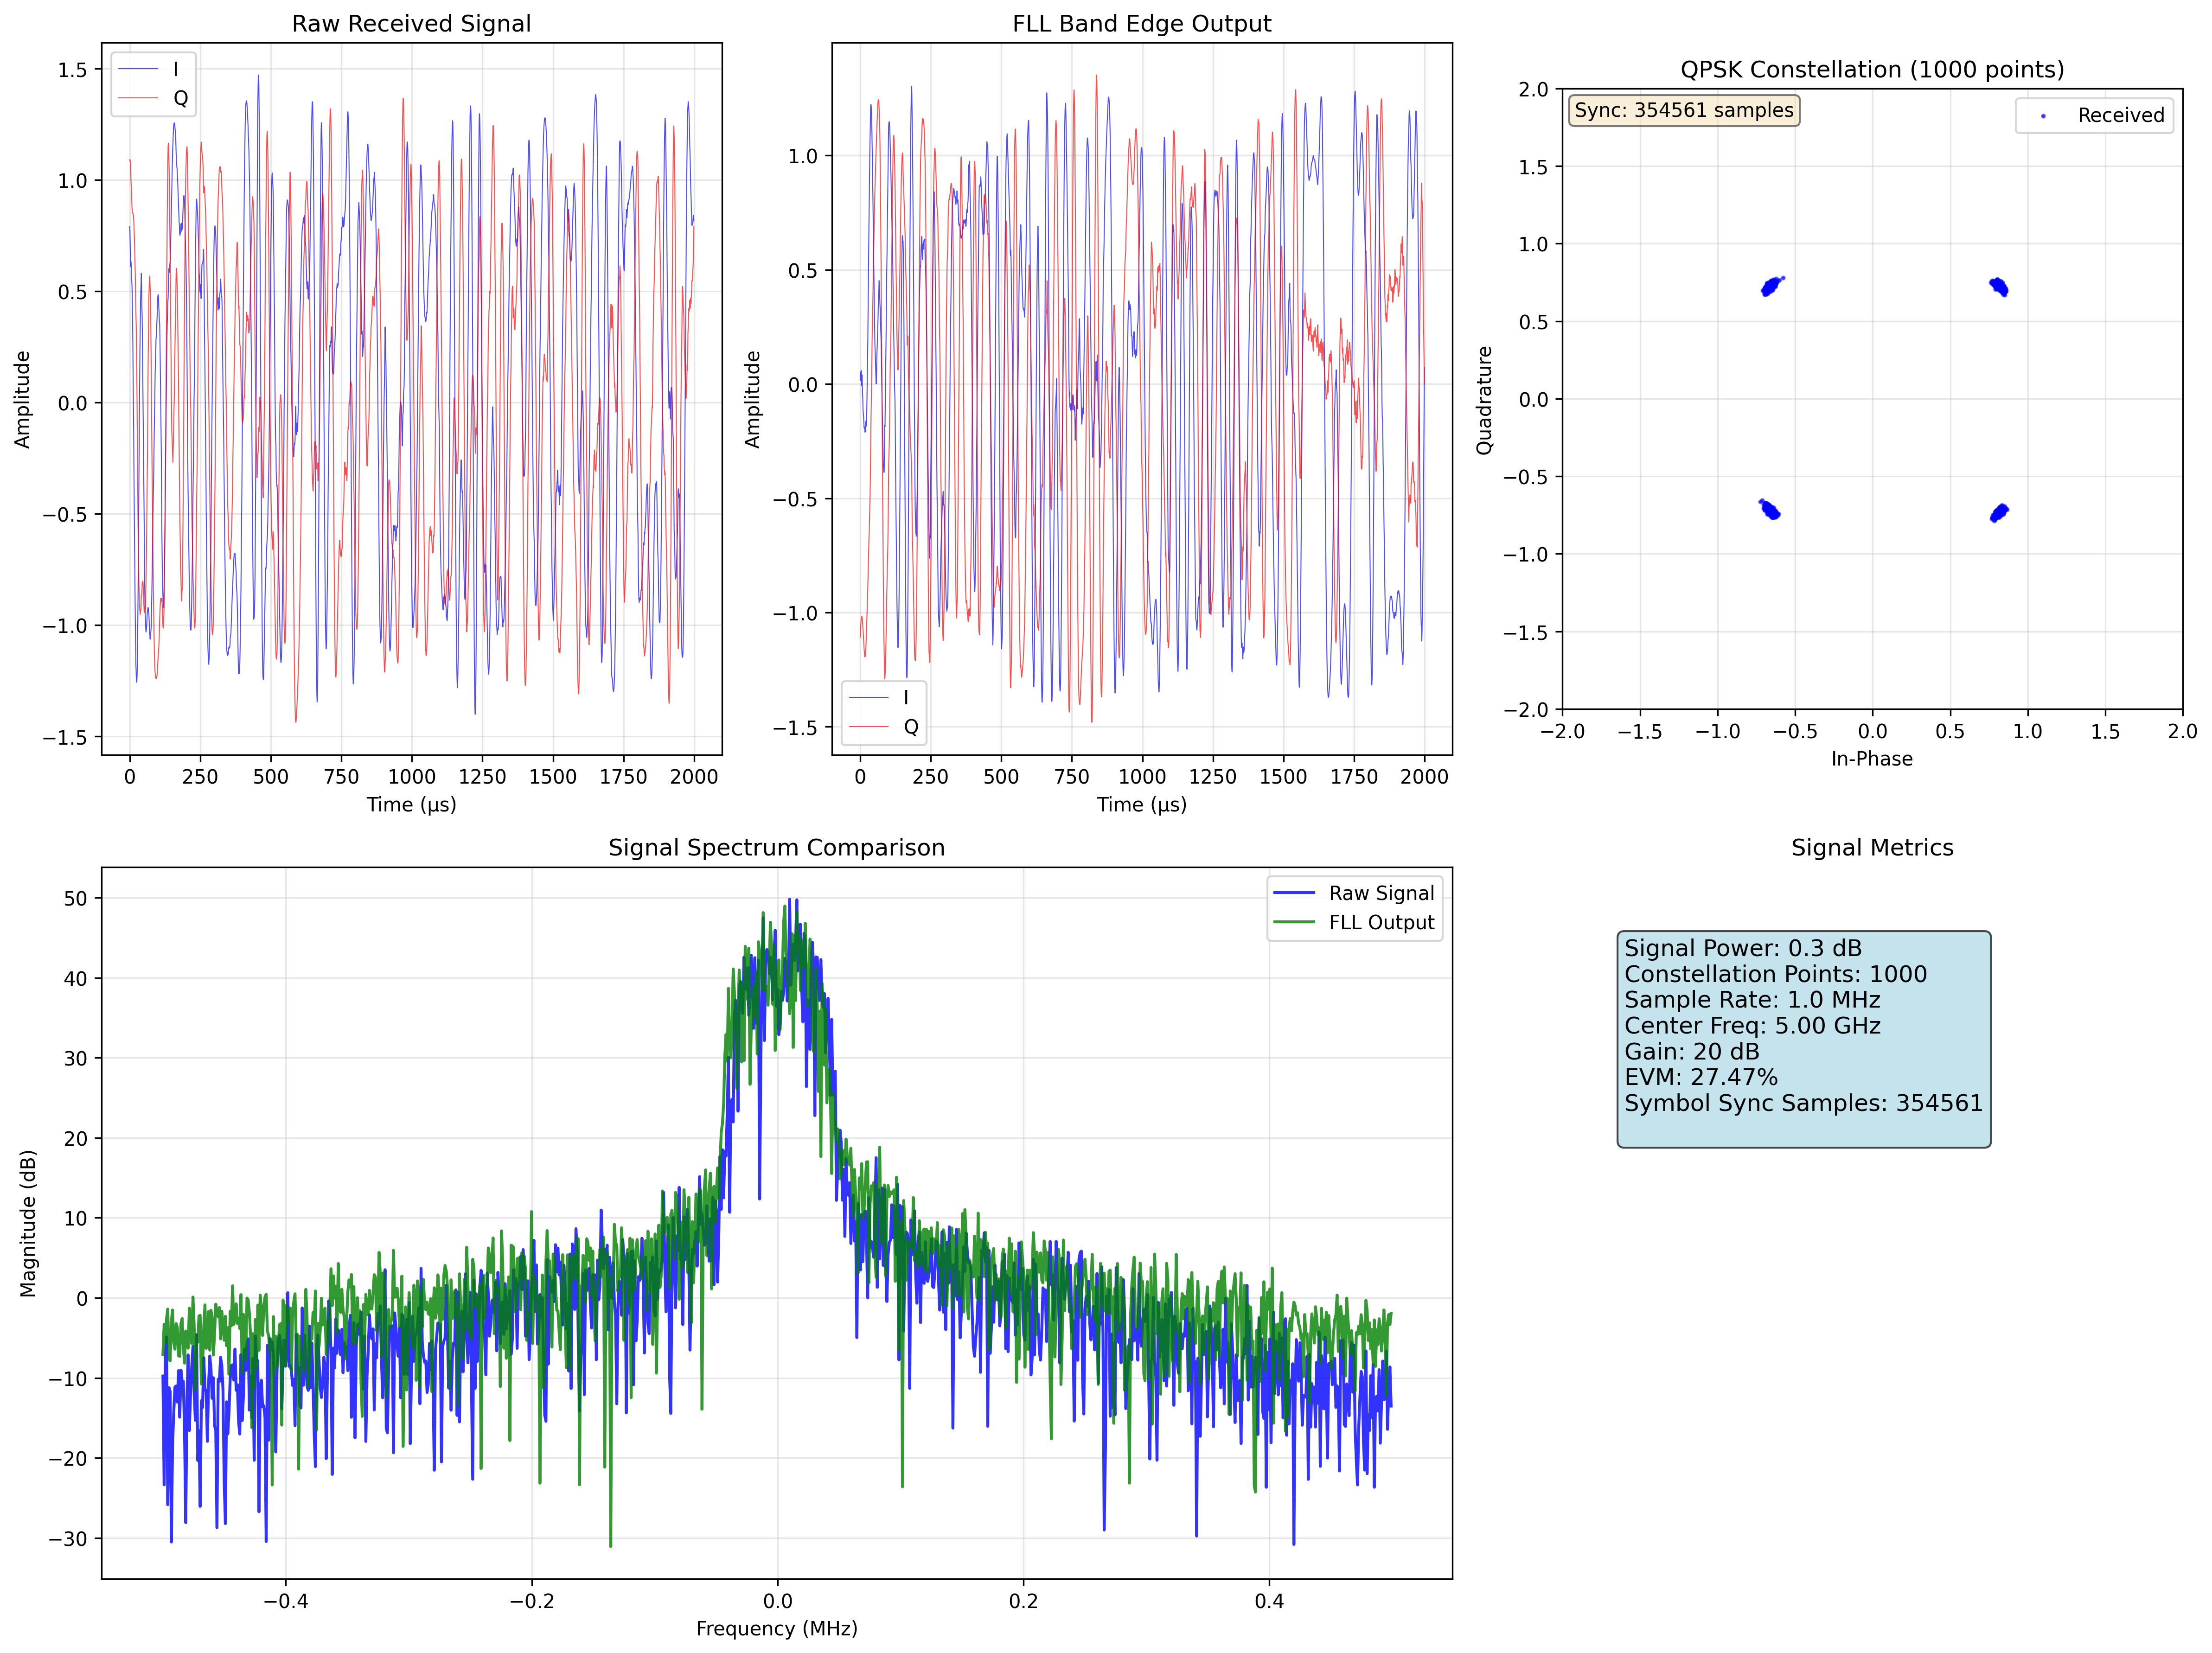 Raw Received Signal
I
Q
1.5
1.0
0.5
0.0
−0.5
−1.0
−1.5
Amplitude
0
250
500
750
1000
1250
1500
1750
2000
Time (μs)
FLL Band Edge Output
1.0
0.5
0.0
−0.5
−1.0
−1.5
Amplitude
I
Q
0
250
500
750
1000
1250
1500
1750
2000
Time (μs)
QPSK Constellation (1000 points)
Sync: 354561 samples
Received
2.0
1.5
1.0
0.5
0.0
−0.5
−1.0
−1.5
−2.0
Quadrature
−2.0
−1.5
−1.0
−0.5
0.0
0.5
1.0
1.5
2.0
In-Phase
Signal Spectrum Comparison
Raw Signal
FLL Output
50
40
30
20
10
0
−10
−20
−30
Magnitude (dB)
−0.4
−0.2
0.0
0.2
0.4
Frequency (MHz)
Signal Metrics
Signal Power: 0.3 dB
Constellation Points: 1000
Sample Rate: 1.0 MHz
Center Freq: 5.00 GHz
Gain: 20 dB
EVM: 27.47%
Symbol Sync Samples: 354561